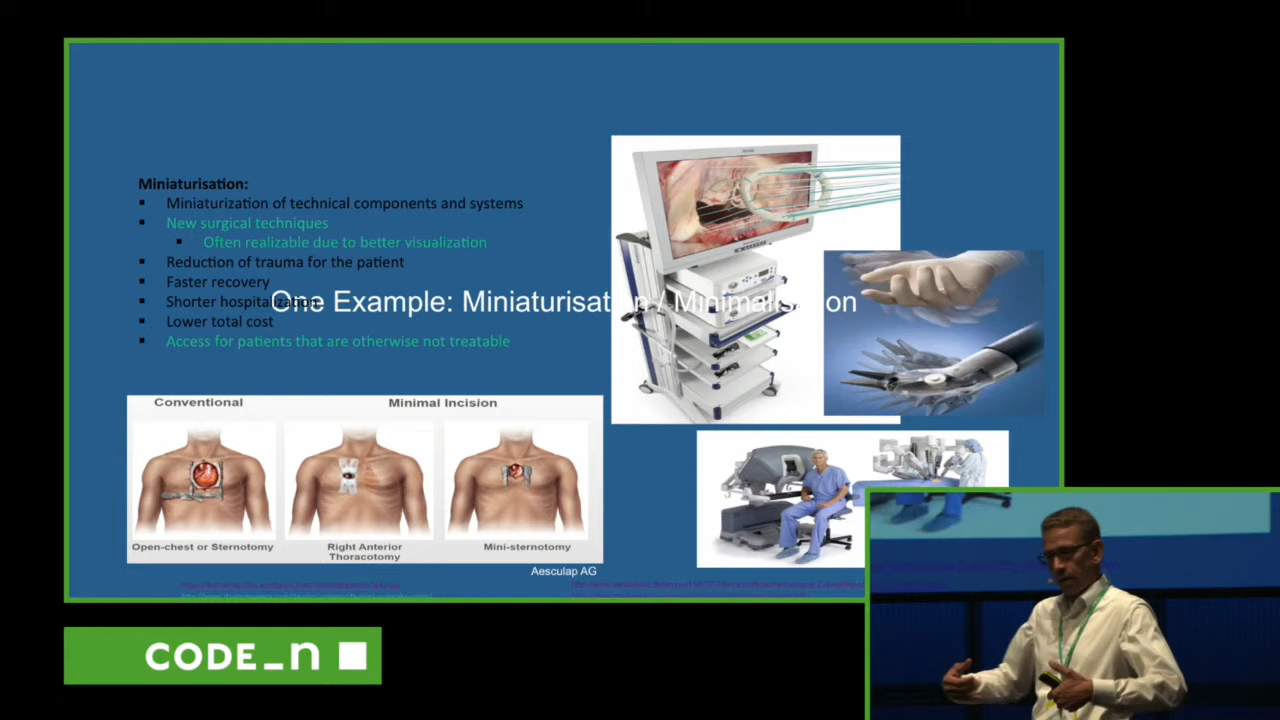 Miniaturisation:
▪ Miniaturization of technical components and systems
▪ New surgical techniques
▪ Often realizable due to better visualization
▪ Reduction of trauma for the patient
▪ Faster recovery
▪ Shorter hospitalization
One Example: Miniaturisation / Minimalisation
▪ Lower total cost
▪ Access for patients that are otherwise not treatable
Conventional
Minimal Incision
Open-chest or Sternotomy
Right Anterior
Thoracotomy
Mini-sternotomy
Aesculap AG
CODE_n